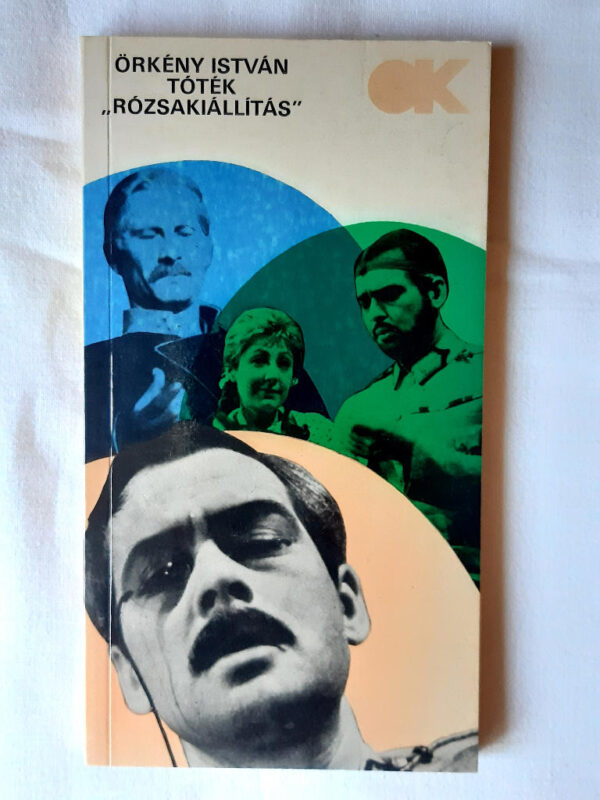 ÖRKÉNY ISTVÁN
TÓTÉK
„RÓZSAKIÁLLÍTÁS”
OK